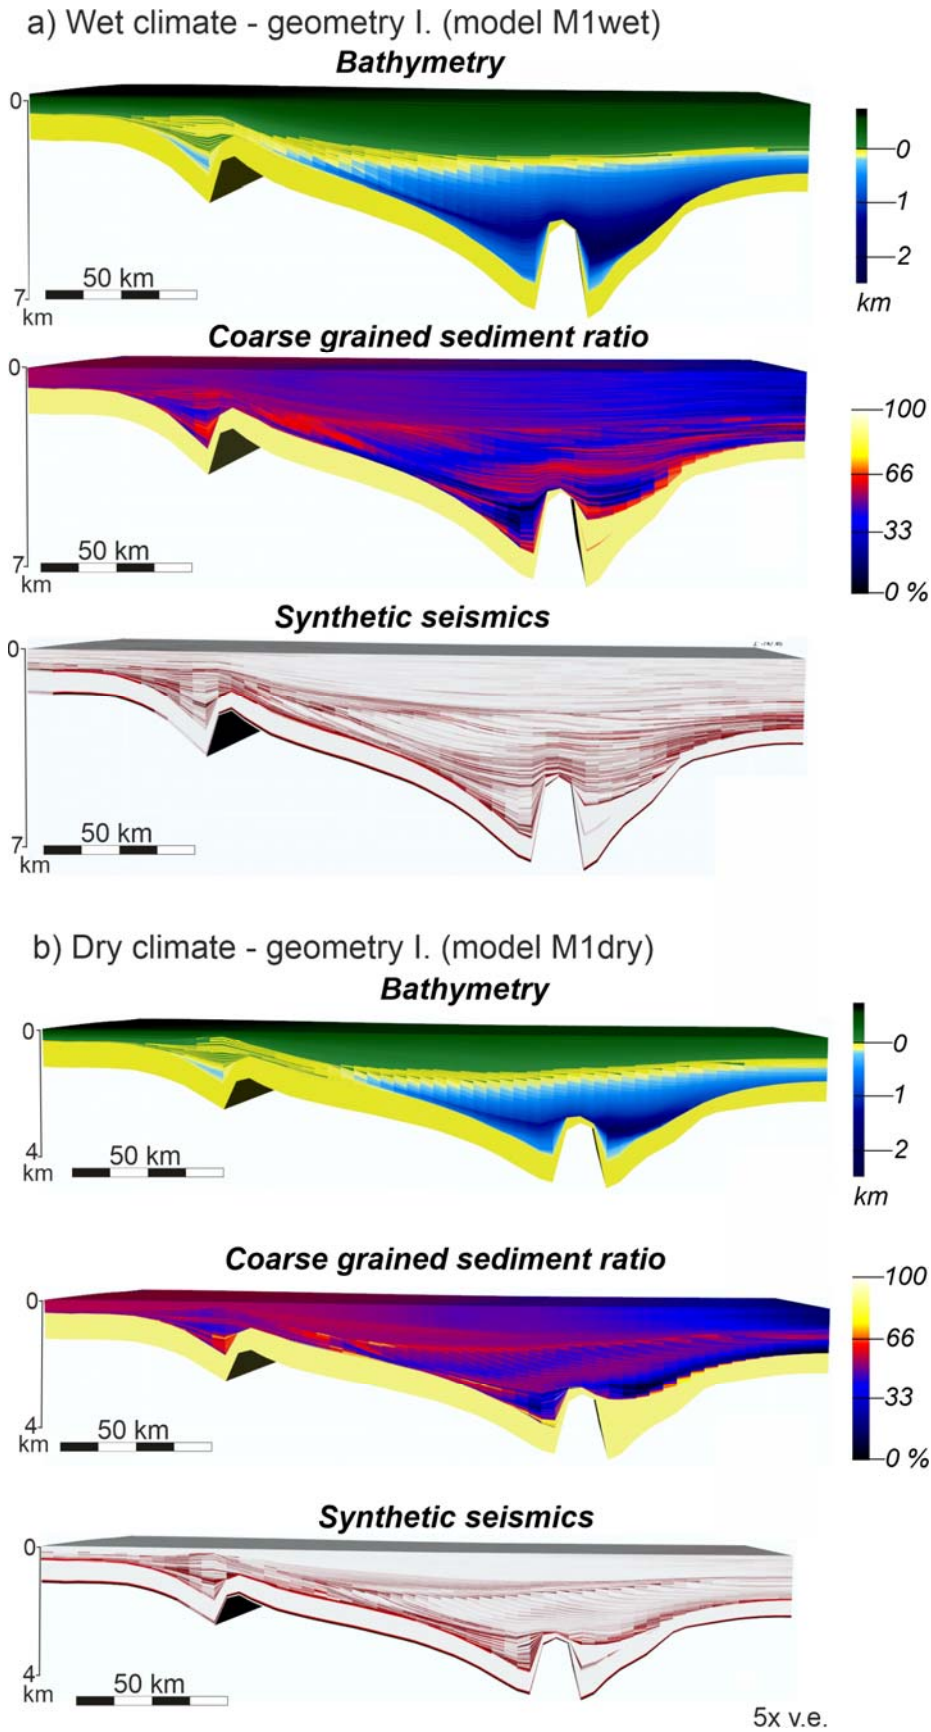 a) Wet climate - geometry I. (model M1wet)
Bathymetry
0
0
1
2
50 km
7
km
km
Coarse grained sediment ratio
0
100
66
33
50 km
7
km
0 %
Synthetic seismics
0
50 km
7
km
b) Dry climate - geometry I. (model M1dry)
Bathymetry
0
0
1
2
50 km
4
km
km
Coarse grained sediment ratio
0
100
66
33
50 km
4
km
0 %
Synthetic seismics
0
50 km
4
km
5x v.e.